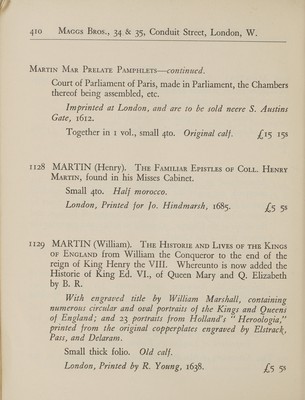 410 Maggs Bros., 34 & 35, Conduit Street, London, W.
Martin Mar Prelate Pamphlets—continued.
Court of Parliament of Paris, made in Parliament, the Chambers
thereof being assembled, etc.
Imprinted at London, and are to be sold neere S. Austins
Gate, 1612.
Together in 1 vol., small 4to. Original calf. £15 15s
1128 MARTIN (Henry). The Familiar Epistles of Coll. Henry
Martin, found in his Misses Cabinet.
Small 4to. Half morocco.
London, Printed for Jo. Hindmarsh, 1685. £5 5s
1129 MARTIN (William). The Historie and Lives of the Kings
of England from William the Conqueror to the end of the
reign of King Henry the VIII. Whereunto is now added the
Historie of King Ed. VI., of Queen Mary and Q. Elizabeth
by B. R.
With engraved title by William Marshall, containing
numerous circular and oval portraits of the Kings and Queens
of England; and 23 portraits from Holland's "Heroologia,"
printed from the original copperplates engraved by Elstrack,
Pass, and Delaram.
Small thick folio. Old calf.
London, Printed by R. Young, 1638. £5 5s